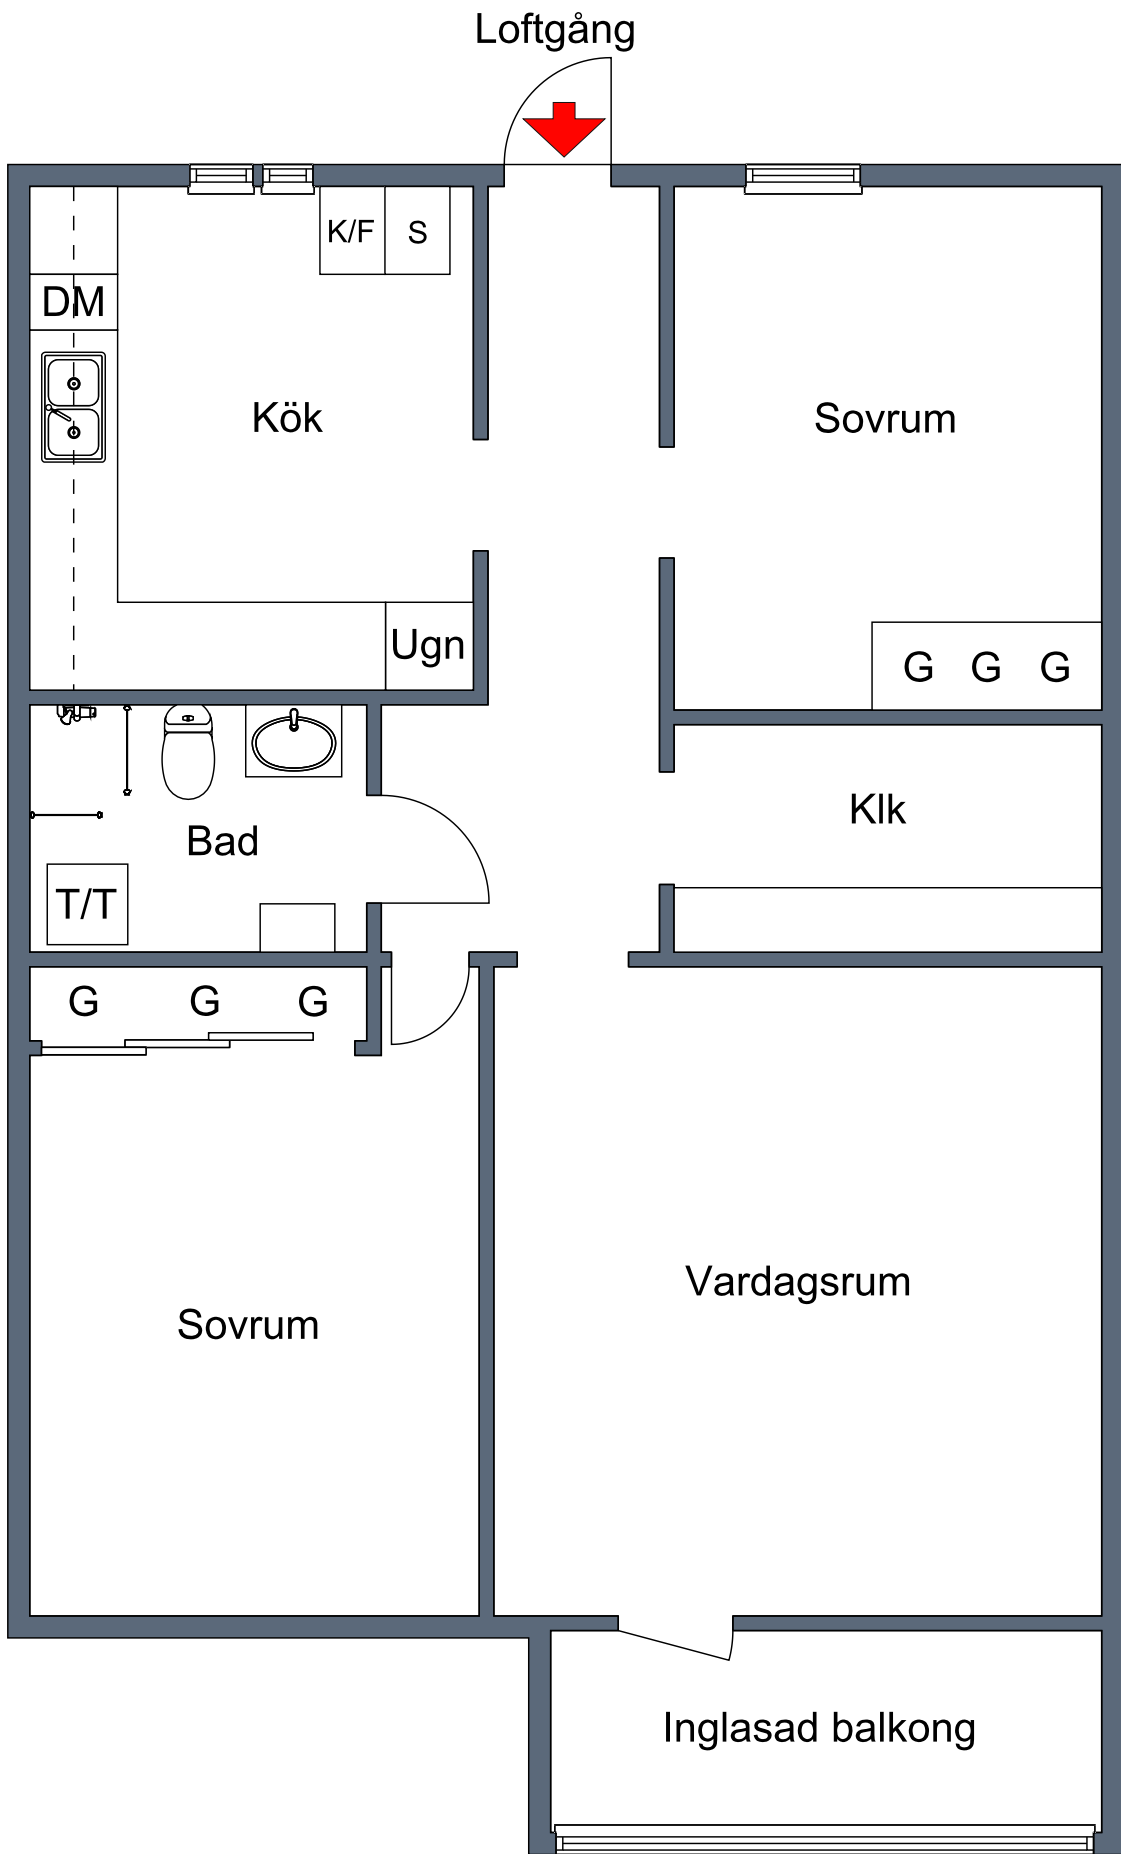 Loftgång
K/F S
DM
Kök
Sovrum
Ugn
G G G
Klk
Bad
T/T
G G G
Vardagsrum
Sovrum
Inglasad balkong